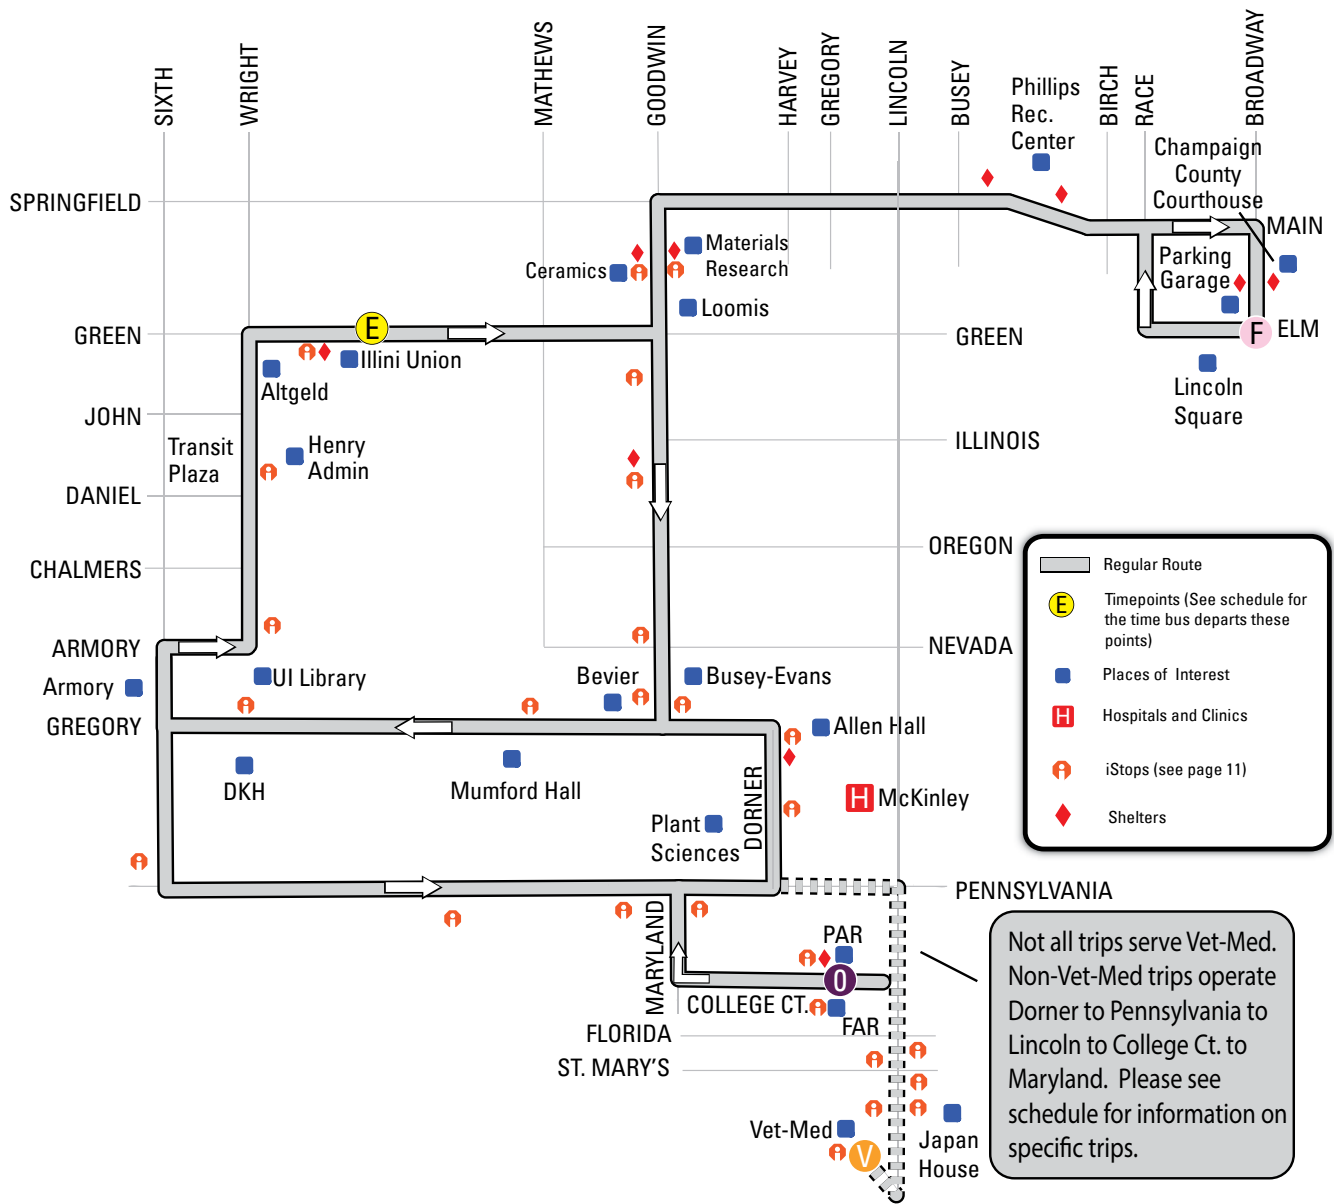 SIXTH
WRIGHT
MATHEWS
GOODWIN
HARVEY
GREGORY
LINCOLN
BUSEY
BIRCH
RACE
BROADWAY
Phillips
Rec.
Center
Champaign
County
Courthouse
SPRINGFIELD
MAIN
Materials
Research
Ceramics
Parking
Garage
Loomis
GREEN
E
GREEN
F
ELM
Illini Union
Altgeld
Lincoln
Square
JOHN
Transit
Plaza
Henry
Admin
ILLINOIS
DANIEL
OREGON
CHALMERS
Regular Route
E
Timepoints (See schedule for
the time bus departs these
points)
Places of Interest
H
Hospitals and Clinics
iStops (see page 11)
Shelters
ARMORY
NEVADA
Armory
UI Library
Bevier
Busey-Evans
GREGORY
Allen Hall
DKH
Mumford Hall
DORNER
H
McKinley
Plant
Sciences
PENNSYLVANIA
MARYLAND
PAR
O
COLLEGE CT.
FAR
FLORIDA
ST. MARY'S
Vet-Med
V
Japan
House
Not all trips serve Vet-Med.
Non-Vet-Med trips operate
Dorner to Pennsylvania to
Lincoln to College Ct. to
Maryland. Please see
schedule for information on
specific trips.